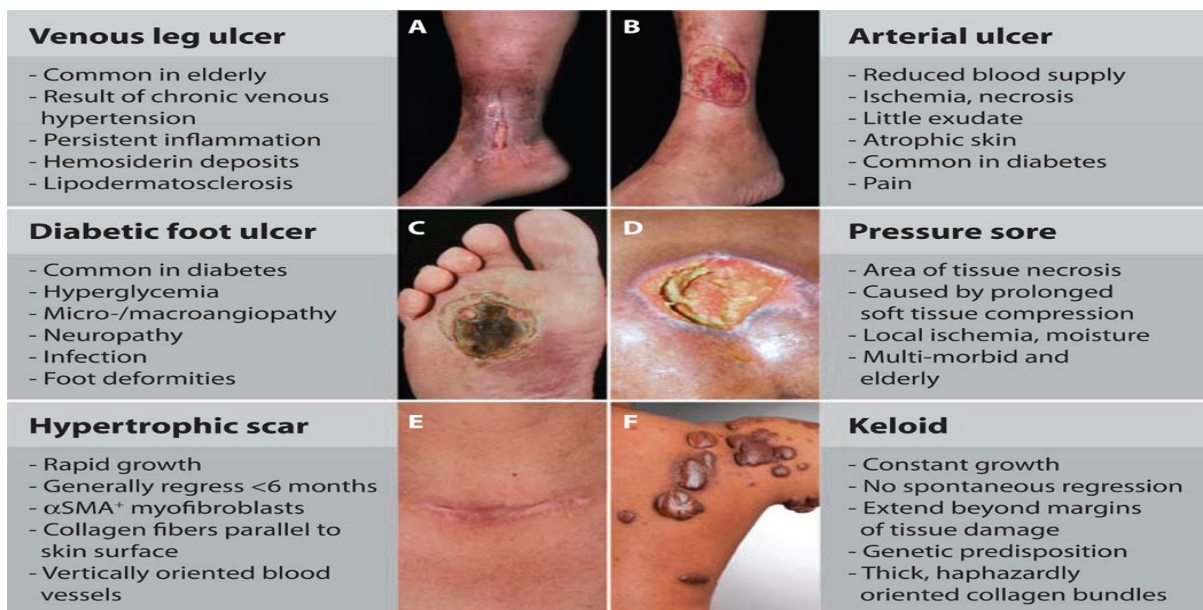 Venous leg ulcer
- Common in elderly
- Result of chronic venous
hypertension
- Persistent inflammation
- Hemosiderin deposits
- Lipodermatosclerosis
A
B
Arterial ulcer
- Reduced blood supply
- Ischemia, necrosis
- Little exudate
- Atrophic skin
- Common in diabetes
- Pain
Diabetic foot ulcer
- Common in diabetes
- Hyperglycemia
- Micro-/macroangiopathy
- Neuropathy
- Infection
- Foot deformities
C
D
Pressure sore
- Area of tissue necrosis
- Caused by prolonged
soft tissue compression
- Local ischemia, moisture
- Multi-morbid and
elderly
Hypertrophic scar
- Rapid growth
- Generally regress <6 months
- αSMA⁺ myofibroblasts
- Collagen fibers parallel to
skin surface
- Vertically oriented blood
vessels
E
F
Keloid
- Constant growth
- No spontaneous regression
- Extend beyond margins
of tissue damage
- Genetic predisposition
- Thick, haphazardly
oriented collagen bundles